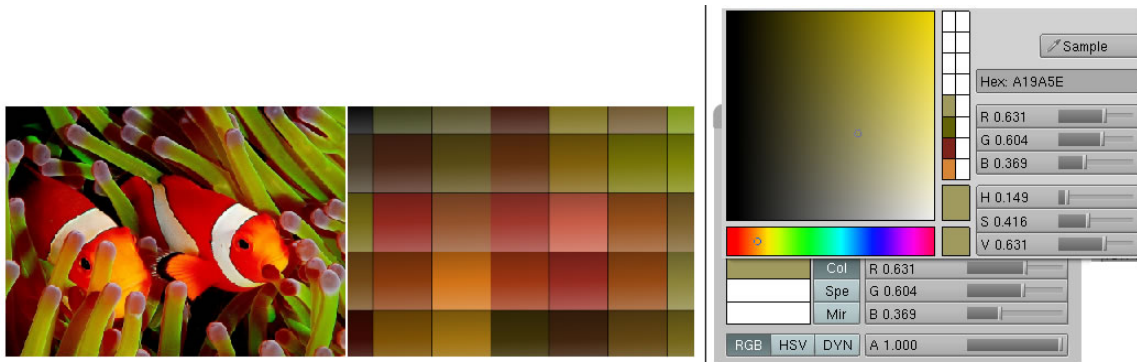 Sample
Hex: A19A5E
R 0.631
G 0.604
B 0.369
H 0.149
S 0.416
V 0.631
Col R 0.631
Spe G 0.604
Mir B 0.369
RGB HSV DYN A 1.000